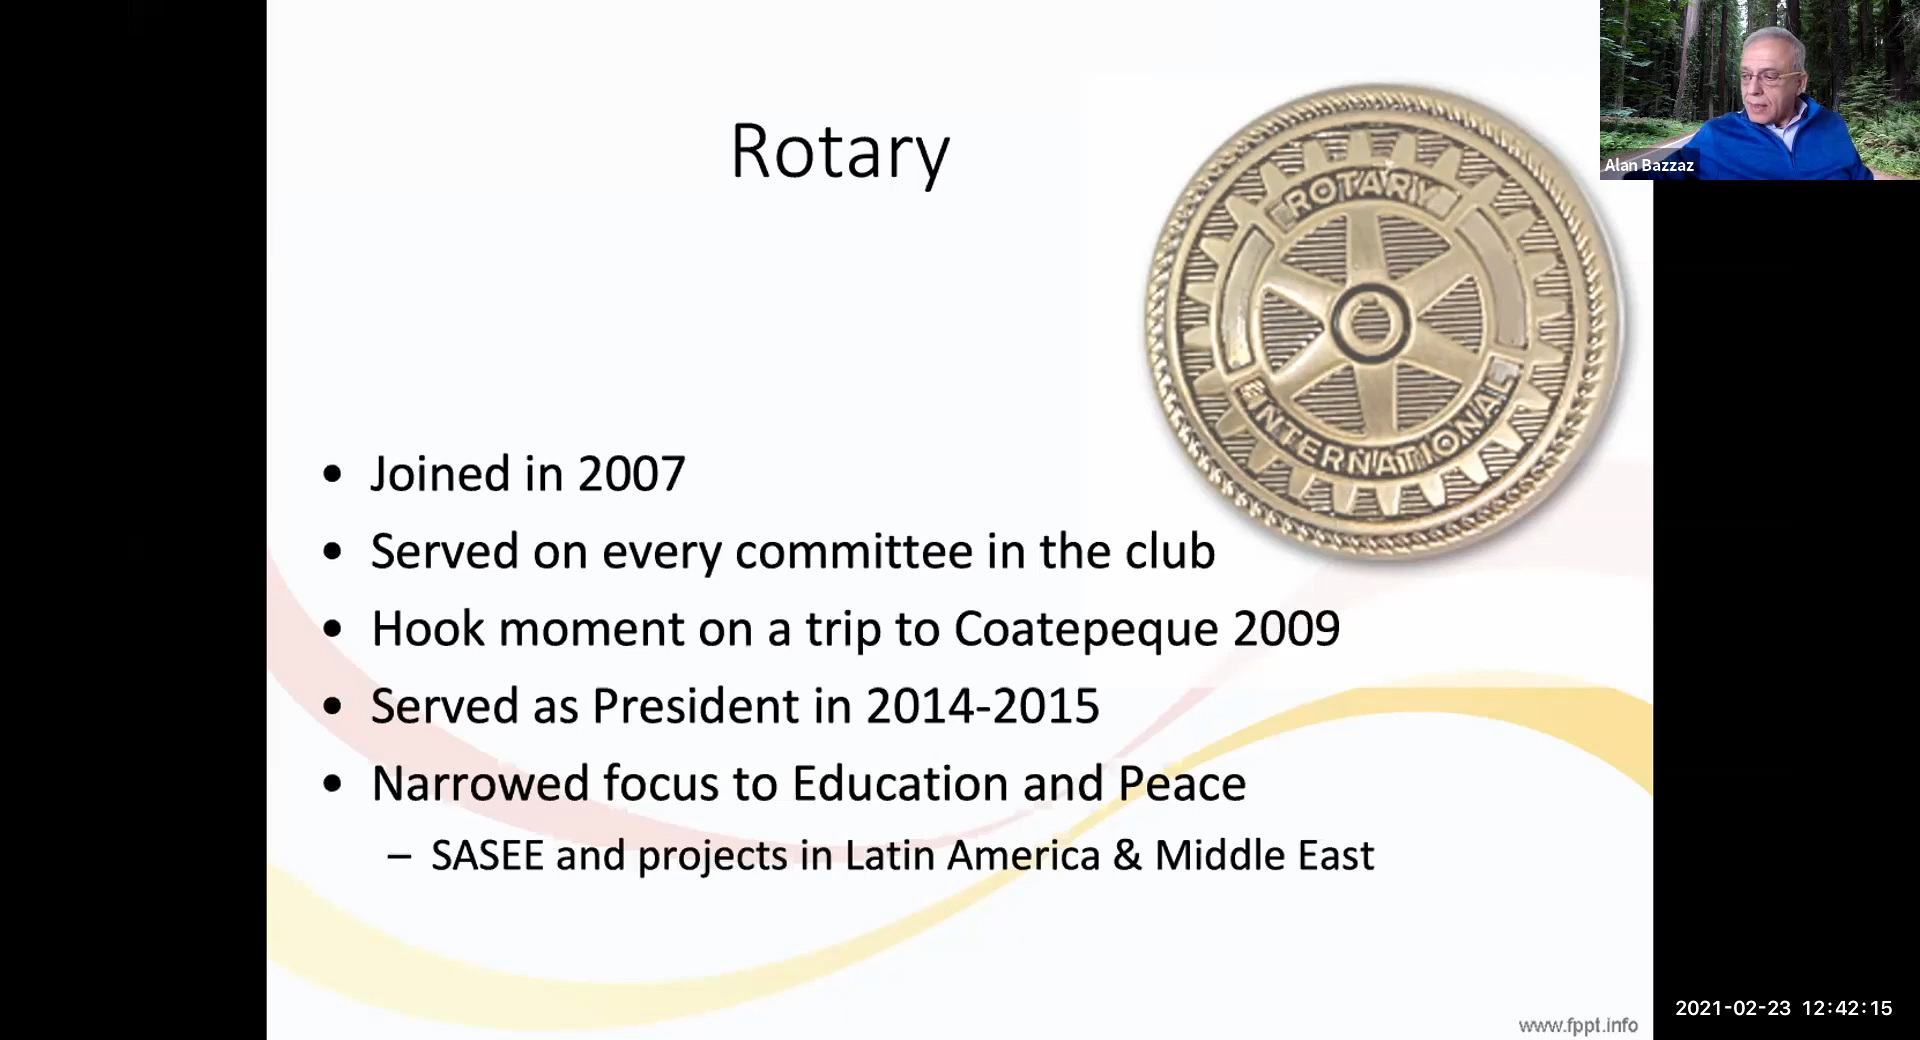 Rotary
ROTARY
INTERNATIONAL
Alan Bazzaz
• Joined in 2007
• Served on every committee in the club
• Hook moment on a trip to Coatepeque 2009
• Served as President in 2014-2015
• Narrowed focus to Education and Peace
– SASEE and projects in Latin America & Middle East
www.fppt.info
2021-02-23 12:42:15